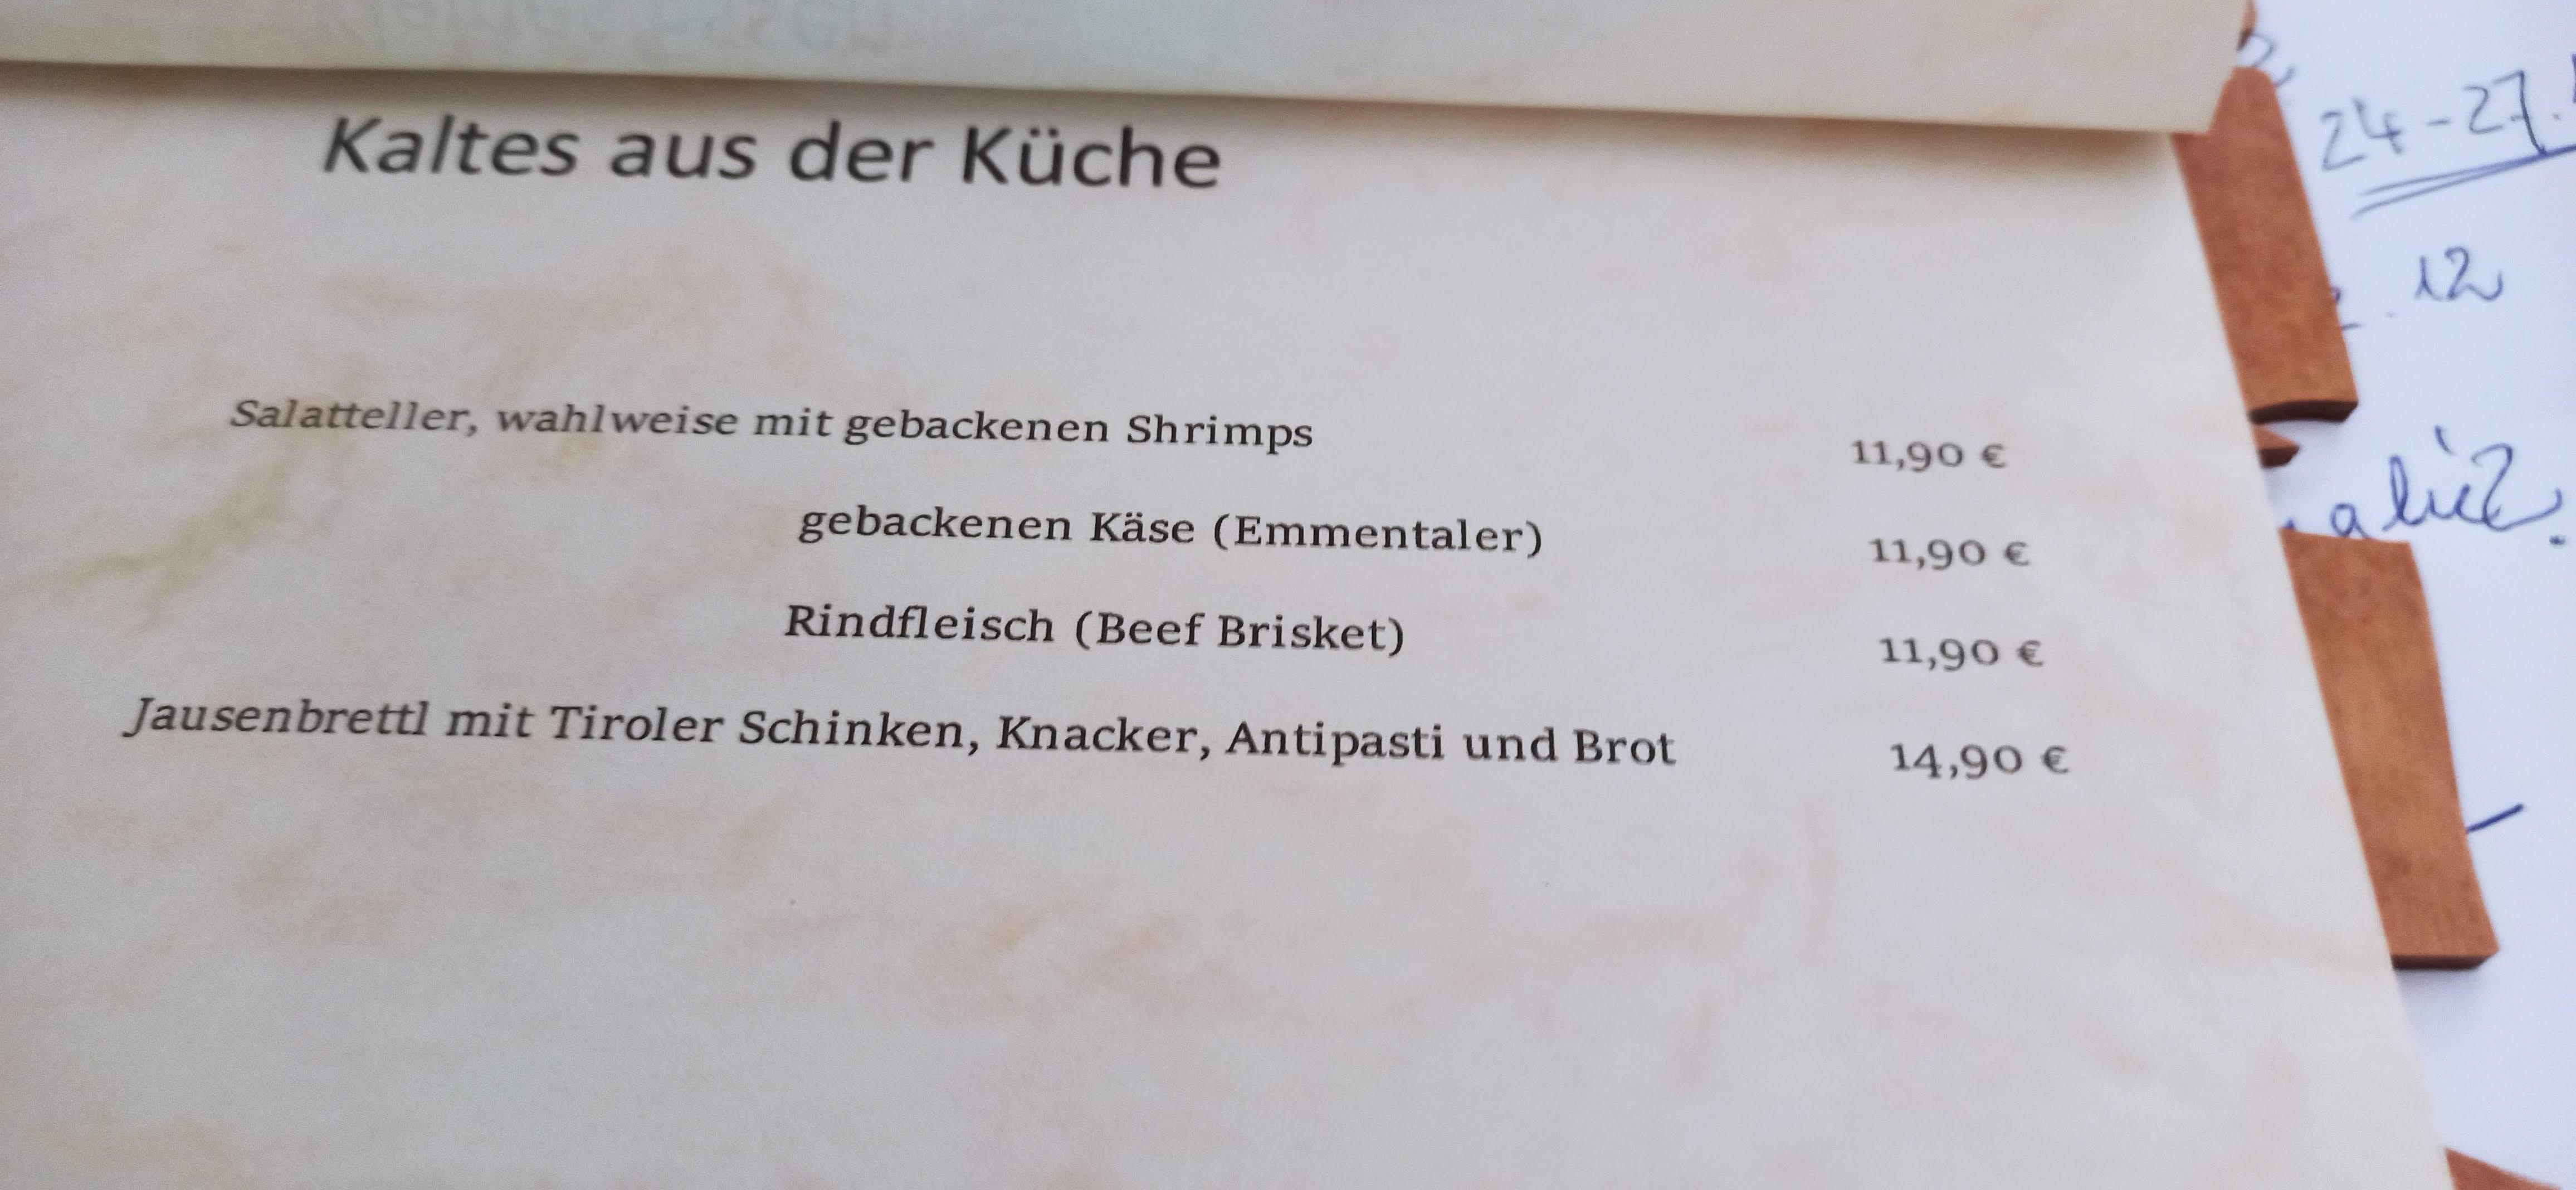 Kaltes aus der Küche
Salatteller, wahlweise mit gebackenen Shrimps 11,90 €
gebackenen Käse (Emmentaler) 11,90 €
Rindfleisch (Beef Brisket) 11,90 €
Jausenbrettl mit Tiroler Schinken, Knacker, Antipasti und Brot 14,90 €
24-27.
12